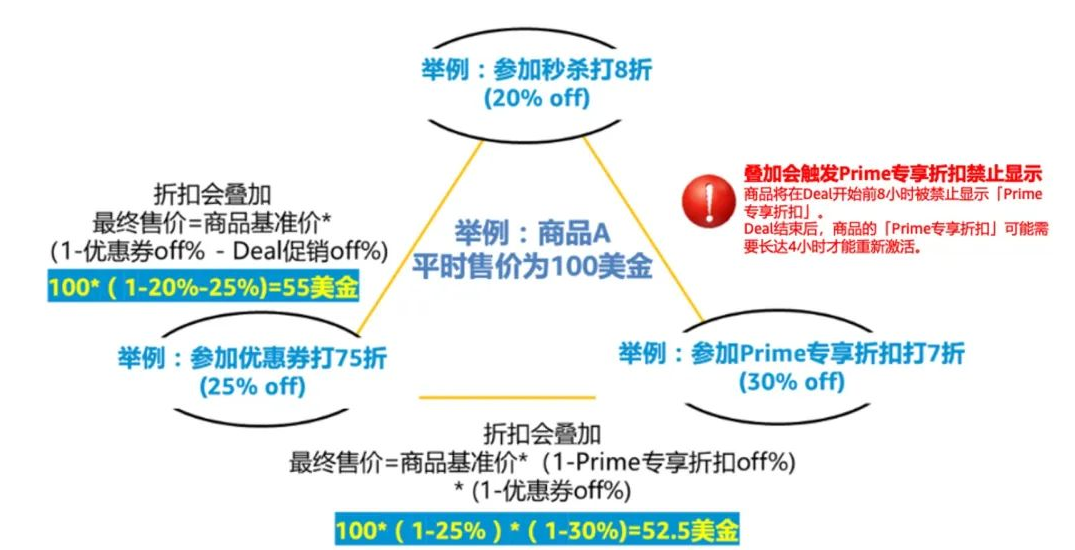 举例：参加秒杀打8折
(20% off)
叠加会触发Prime专享折扣禁止显示
商品将在Deal开始前8小时被禁止显示「Prime
专享折扣」。
Deal结束后，商品的「Prime专享折扣」可能需
要长达4小时才能重新激活。
折扣会叠加
最终售价=商品基准价*
(1-优惠券off% - Deal促销off%)
100*（1-20%-25%)=55美金
举例：商品A
平时售价为100美金
举例：参加优惠券打75折
(25% off)
举例：参加Prime专享折扣打7折
(30% off)
折扣会叠加
最终售价=商品基准价*（1-Prime专享折扣off%)
* (1-优惠券off%)
100*（1-25%）*（1-30%)=52.5美金